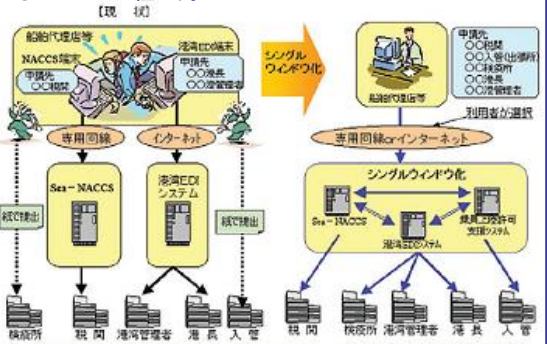 【現 状】
船舶代理店等
NACCS端末
港湾EDI端末
申請先
○○税関
申請先
○○港長
○○港管理者
専用回線
インターネット
Sea-NACCS
港湾EDI
システム
紙で提出
紙で提出
検疫所
税 関
港湾管理者
港 長
入 管
シングル
ウィンドウ化
申請先
○○税関
○○入管(出張所)
○○検疫所
○○港長
○○港管理者
船舶代理店等
利用者が選択
専用回線orインターネット
シングルウィンドウ化
Sea-NACCS
港湾EDIシステム
乗員上陸許可
支援システム
税 関
検疫所
港湾管理者
港 長
入 管